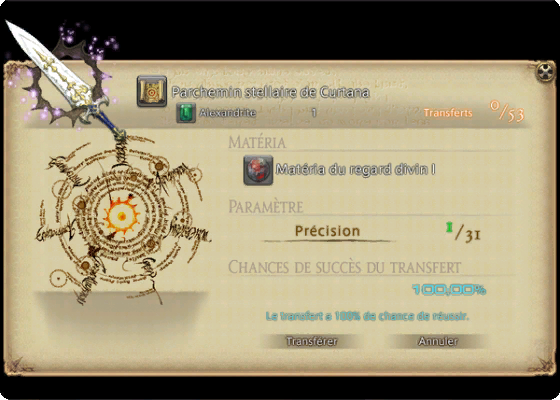 Parchemin stellaire de Curtana
Alexandrite 1 Transferts 0/53
Matéria
Matéria du regard divin I
Paramètre
Précision 1/31
Chances de succès du transfert
100,00%
Le transfert a 100% de chance de réussir.
Transférer Annuler